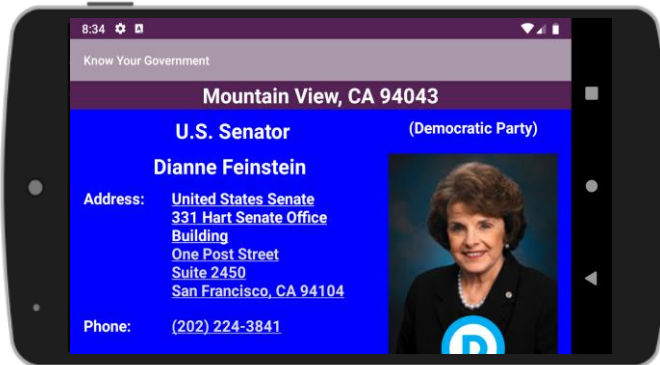 8:34
Know Your Government
Mountain View, CA 94043
U.S. Senator
(Democratic Party)
Dianne Feinstein
Address:
United States Senate
331 Hart Senate Office
Building
One Post Street
Suite 2450
San Francisco, CA 94104
Phone:
(202) 224-3841
D